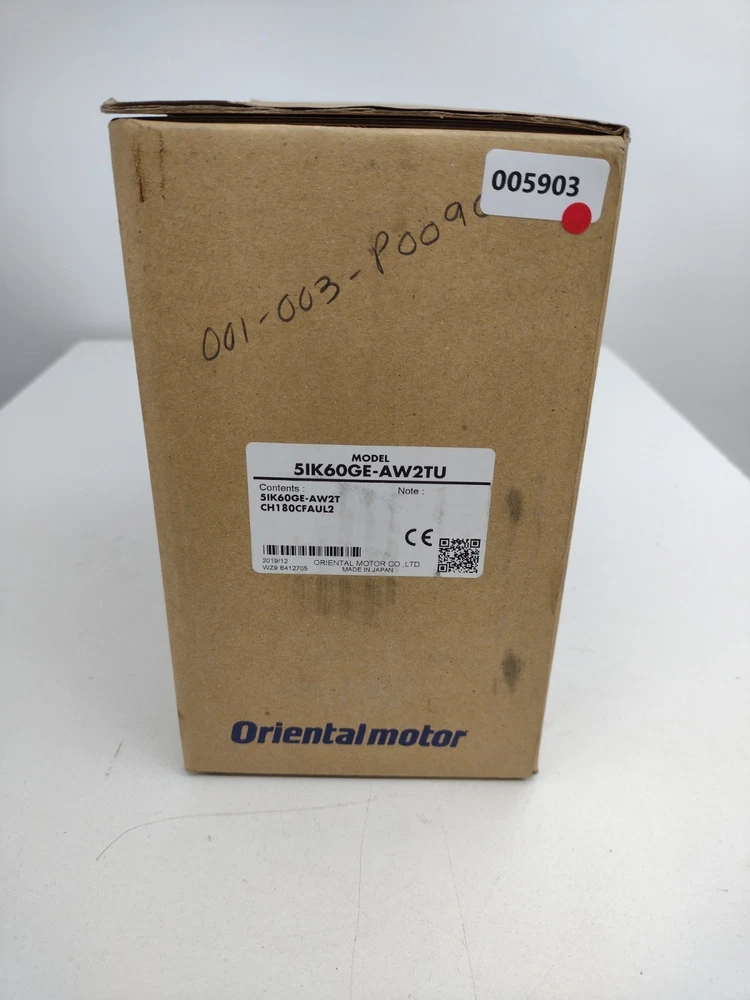 005903
001-003-P009
MODEL
5IK60GE-AW2TU
Contents : Note :
5IK60GE-AW2T
CH180CFAUL2
CE
2019/12 ORIENTAL MOTOR CO.,LTD
WZ9 B412705 MADE IN JAPAN
Orientalmotor